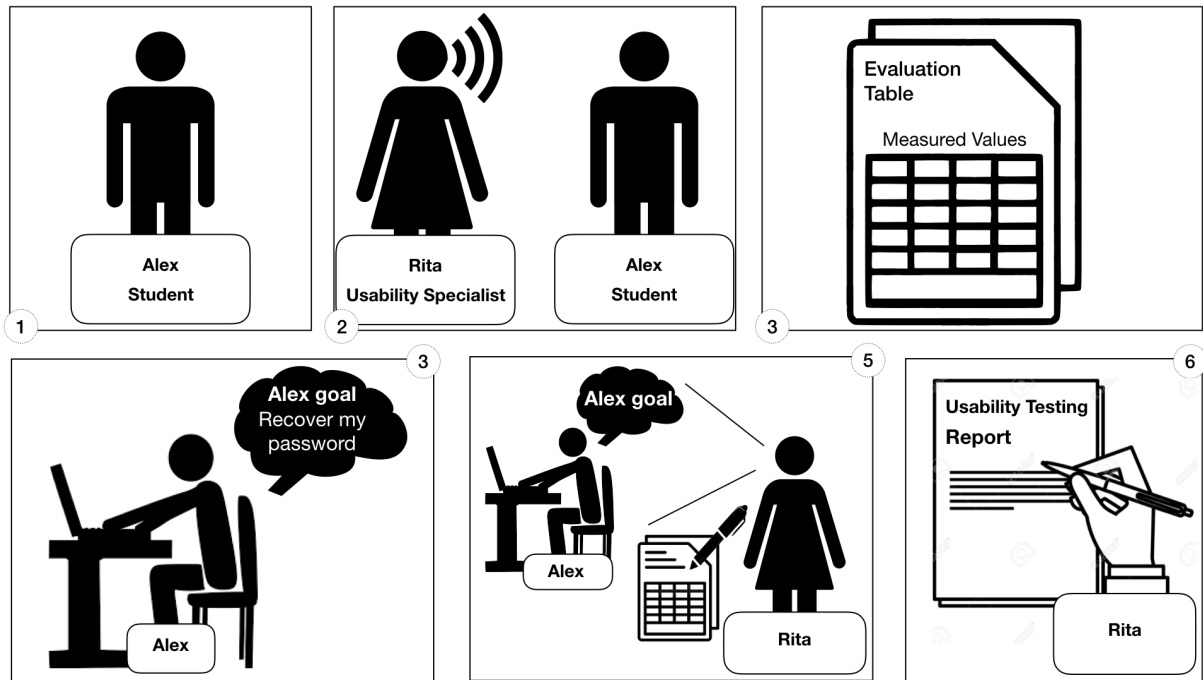 Alex
Student
1
Rita
Usability Specialist
Alex
Student
2
Evaluation
Table
Measured Values
3
Alex goal
Recover my
password
Alex
3
Alex goal
Alex
Rita
5
Usability Testing
Report
Rita
6